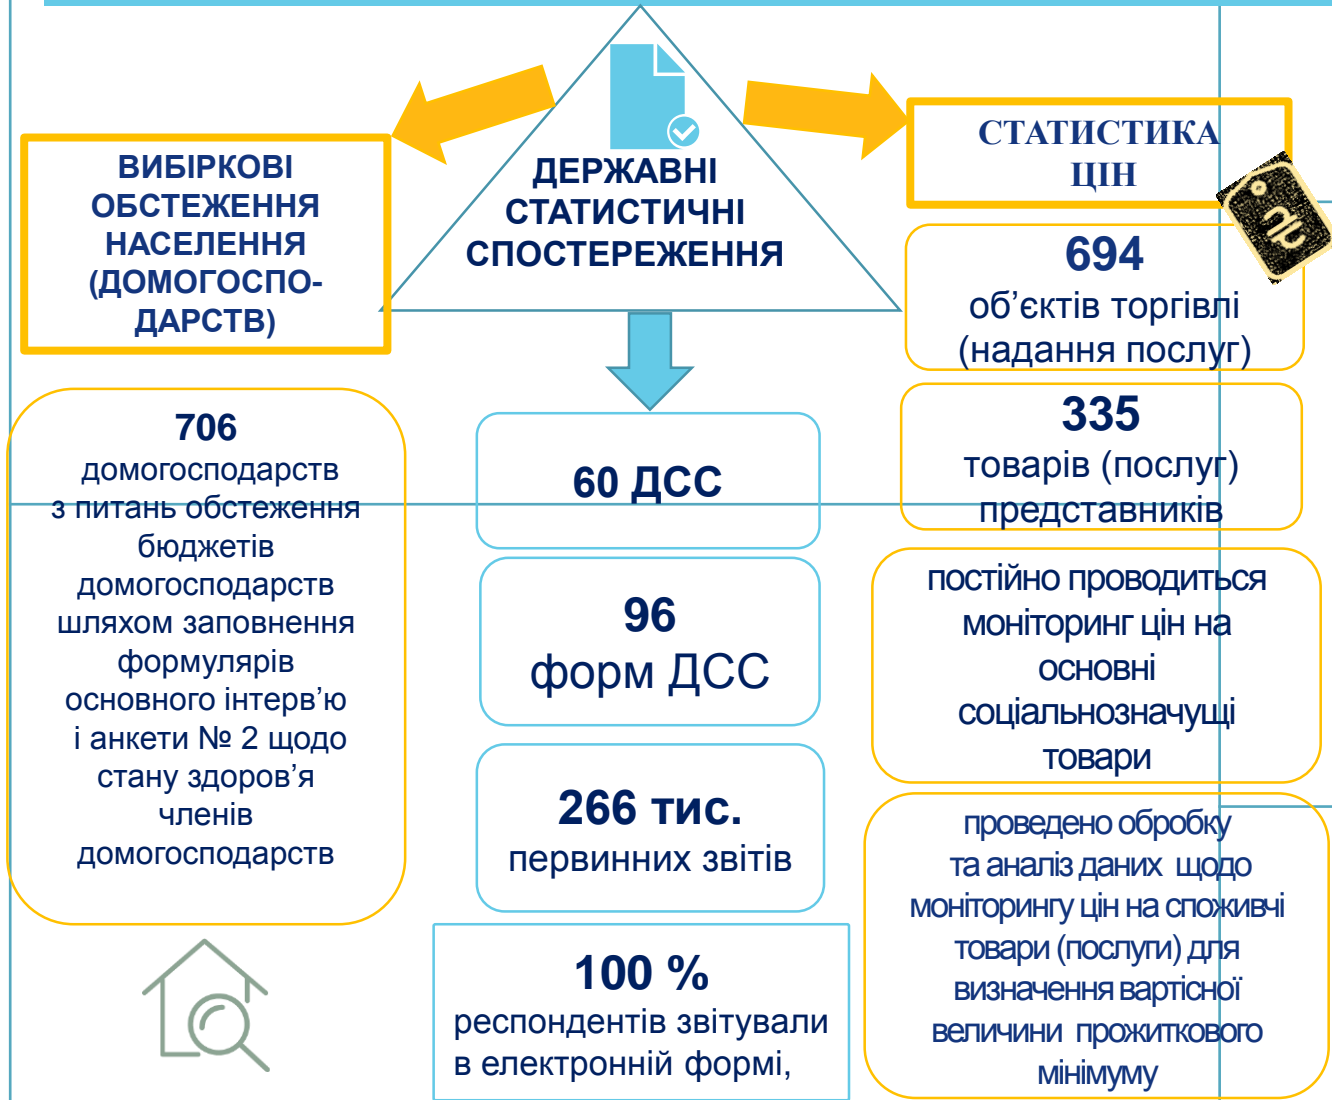 ДЕРЖАВНІ
СТАТИСТИЧНІ
СПОСТЕРЕЖЕННЯ
ВИБІРКОВІ
ОБСТЕЖЕННЯ
НАСЕЛЕННЯ
(ДОМОГОСПО-
ДАРСТВ)
706
домогосподарств
з питань обстеження
бюджетів
домогосподарств
шляхом заповнення
формулярів
основного інтерв’ю
і анкети № 2 щодо
стану здоров’я
членів
домогосподарств
60 ДСС
96
форм ДСС
266 тис.
первинних звітів
100 %
респондентів звітували
в електронній формі,
СТАТИСТИКА
ЦІН
694
об’єктів торгівлі
(надання послуг)
335
товарів (послуг)
представників
постійно проводиться
моніторинг цін на
основні
соціальнозначущі
товари
проведено обробку
та аналіз даних щодо
моніторингу цін на споживчі
товари (послуги) для
визначення вартісної
величини прожиткового
мінімуму